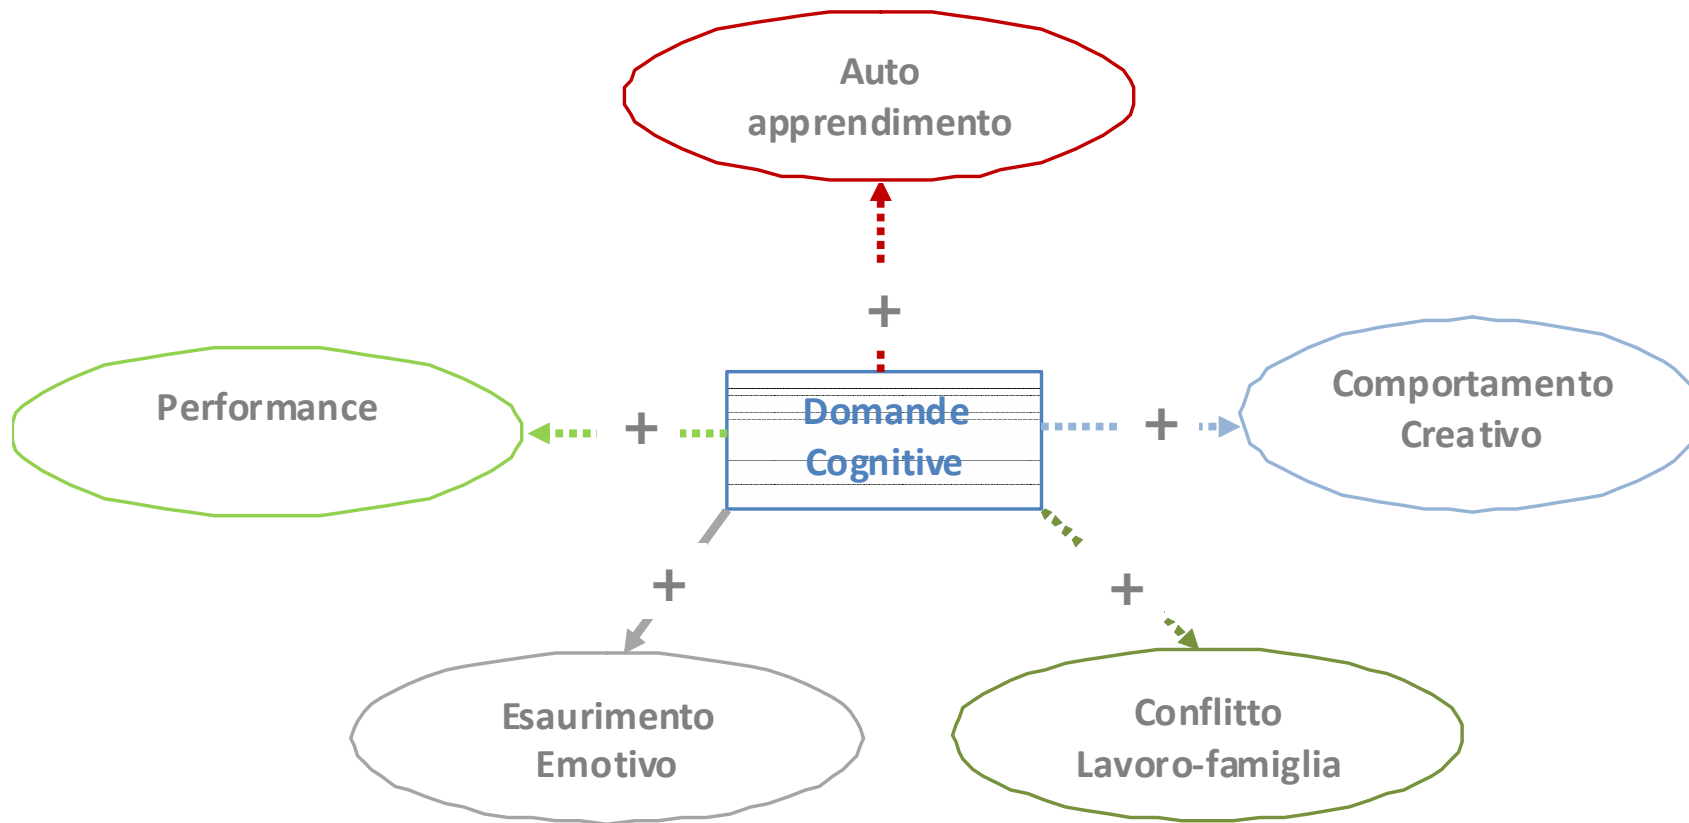 Auto
apprendimento
+
Performance
+
Domande
Cognitive
+
Comportamento
Creativo
+
+
Esaurimento
Emotivo
Conflitto
Lavoro-famiglia